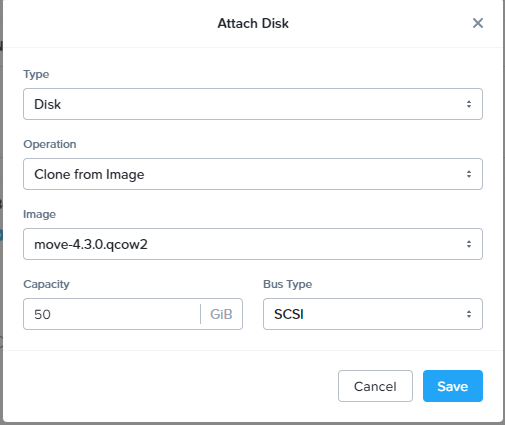 Attach Disk
Type
Disk
Operation
Clone from Image
Image
move-4.3.0.qcow2
Capacity
Bus Type
50 GiB
SCSI
Cancel
Save